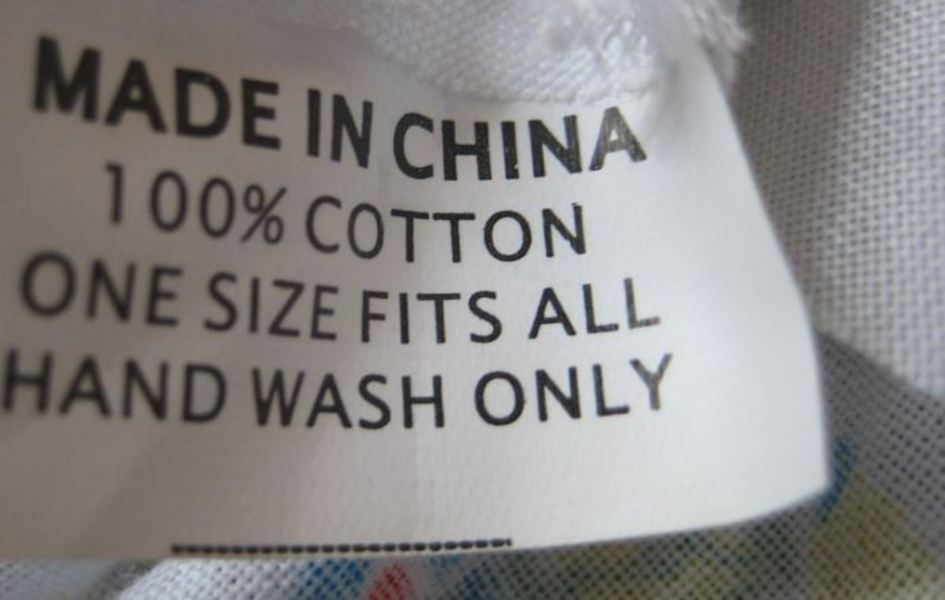 MADE IN CHINA
100% COTTON
ONE SIZE FITS ALL
HAND WASH ONLY